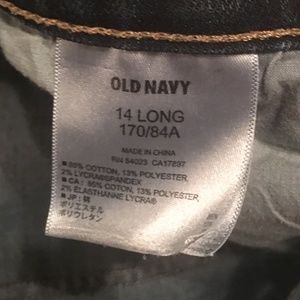 OLD NAVY
14 LONG
170/84A
MADE IN CHINA
RN 54023 CA17897
■ 85% COTTON, 13% POLYESTER,
2% LYCRA®SPANDEX
■ CA: 85% COTON, 13% POLYESTER,
2% ELASTHANNE LYCRA®
■ JP: 綿
ポリエステル
ポリウレタン